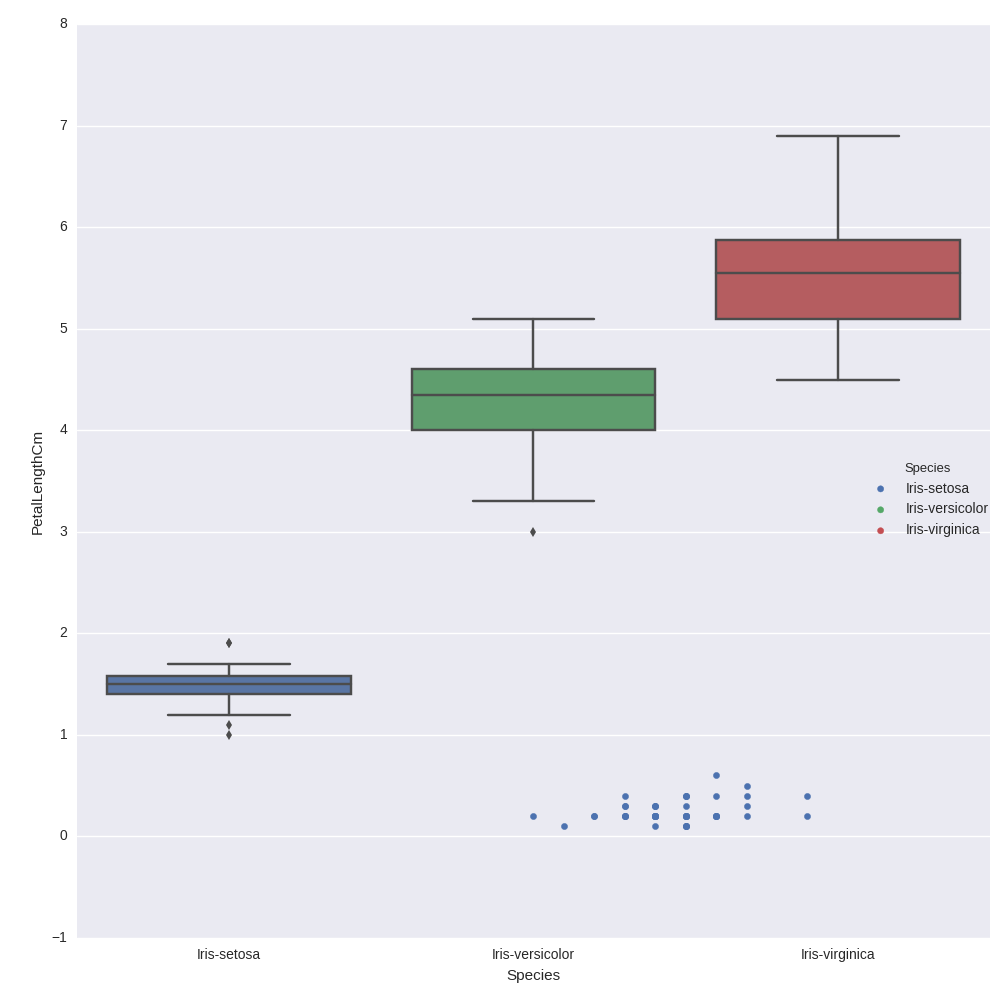 8
7
6
5
4
3
2
1
0
−1
PetalLengthCm
Species
Iris-setosa
Iris-versicolor
Iris-virginica
Iris-setosa
Iris-versicolor
Iris-virginica
Species